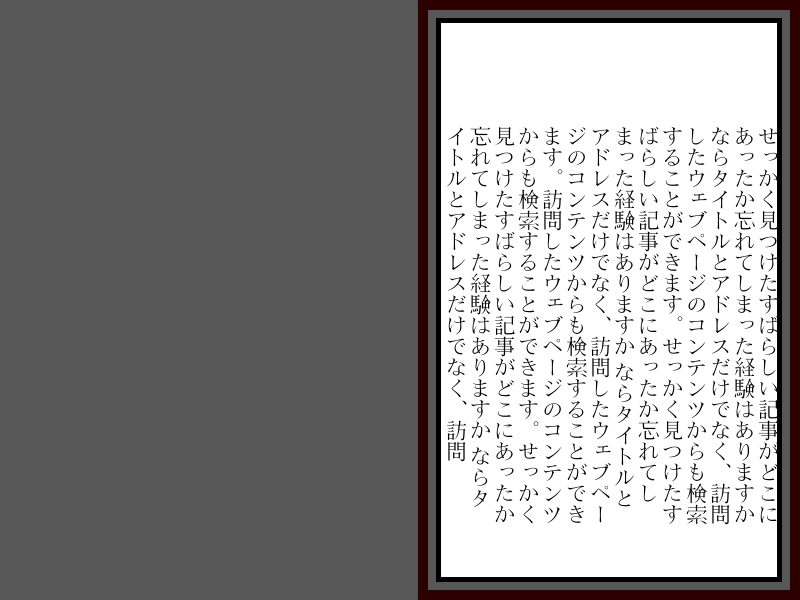 せっかく見つけたすばらしい記事がどこに
あったか忘れてしまった経験はありますか
ならタイトルとアドレスだけでなく、訪問
したウェブページのコンテンツからも検索
することができます。せっかく見つけたす
ばらしい記事がどこにあったか忘れてし
まった経験はありますか ならタイトルと
アドレスだけでなく、訪問したウェブペー
ジのコンテンツからも検索することができ
ます。訪問したウェブページのコンテンツ
からも検索することができます。せっかく
見つけたすばらしい記事がどこにあったか
忘れてしまった経験はありますか ならタ
イトルとアドレスだけでなく、訪問